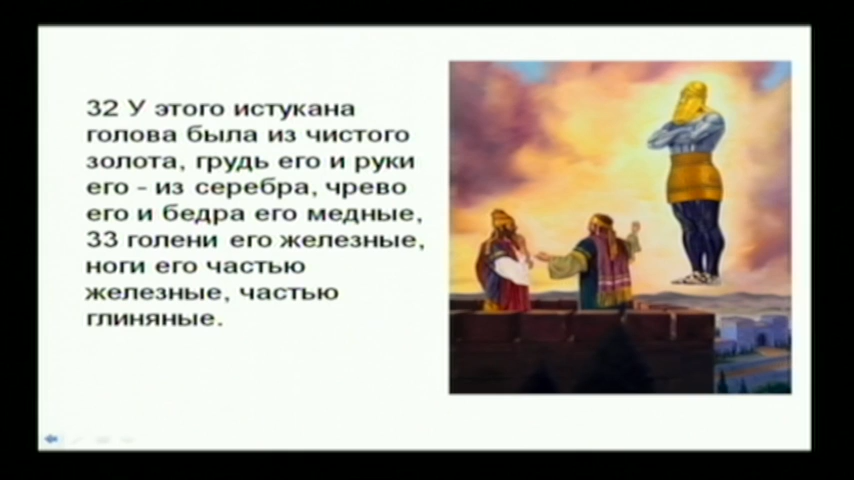 32 У этого истукана
голова была из чистого
золота, грудь его и руки
его - из серебра, чрево
его и бедра его медные,
33 голени его железные,
ноги его частью
железные, частью
глиняные.